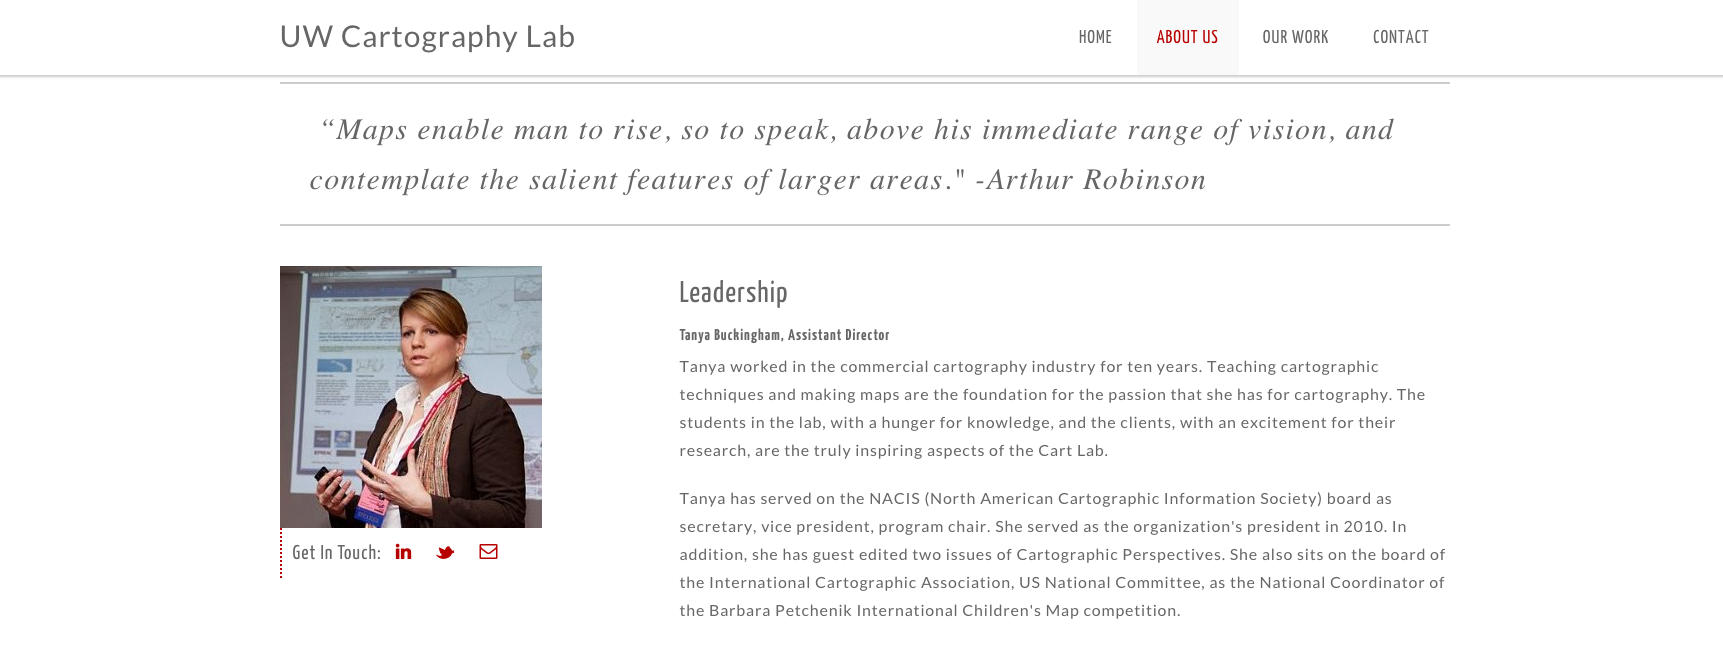 UW Cartography Lab
HOME
ABOUT US
OUR WORK
CONTACT
“Maps enable man to rise, so to speak, above his immediate range of vision, and
contemplate the salient features of larger areas." -Arthur Robinson
Leadership
Tanya Buckingham, Assistant Director
Tanya worked in the commercial cartography industry for ten years. Teaching cartographic
techniques and making maps are the foundation for the passion that she has for cartography. The
students in the lab, with a hunger for knowledge, and the clients, with an excitement for their
research, are the truly inspiring aspects of the Cart Lab.
Tanya has served on the NACIS (North American Cartographic Information Society) board as
secretary, vice president, program chair. She served as the organization's president in 2010. In
addition, she has guest edited two issues of Cartographic Perspectives. She also sits on the board of
the International Cartographic Association, US National Committee, as the National Coordinator of
the Barbara Petchenik International Children's Map competition.
Get In Touch: